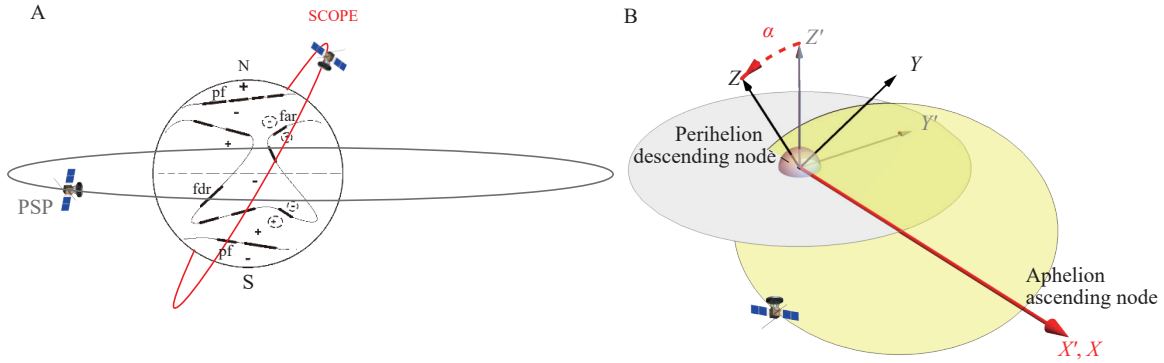 A
SCOPE
N
+
pf
-
far
-
+
+
-
PSP
fdr
-
+
+
pf
-
S
B
α
Z'
Z
Y
Y'
Perihelion
descending node
Aphelion
ascending node
X', X